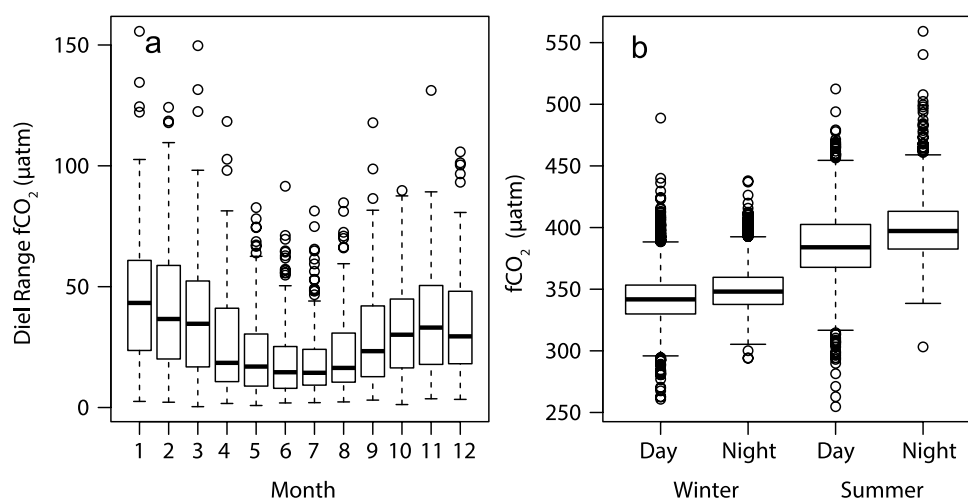 a
150
100
50
0
Diel Range fCO₂ (µatm)
1 2 3 4 5 6 7 8 9 10 11 12
Month
b
550
500
450
400
350
300
250
fCO₂ (µatm)
Day Night Day Night
Winter Summer